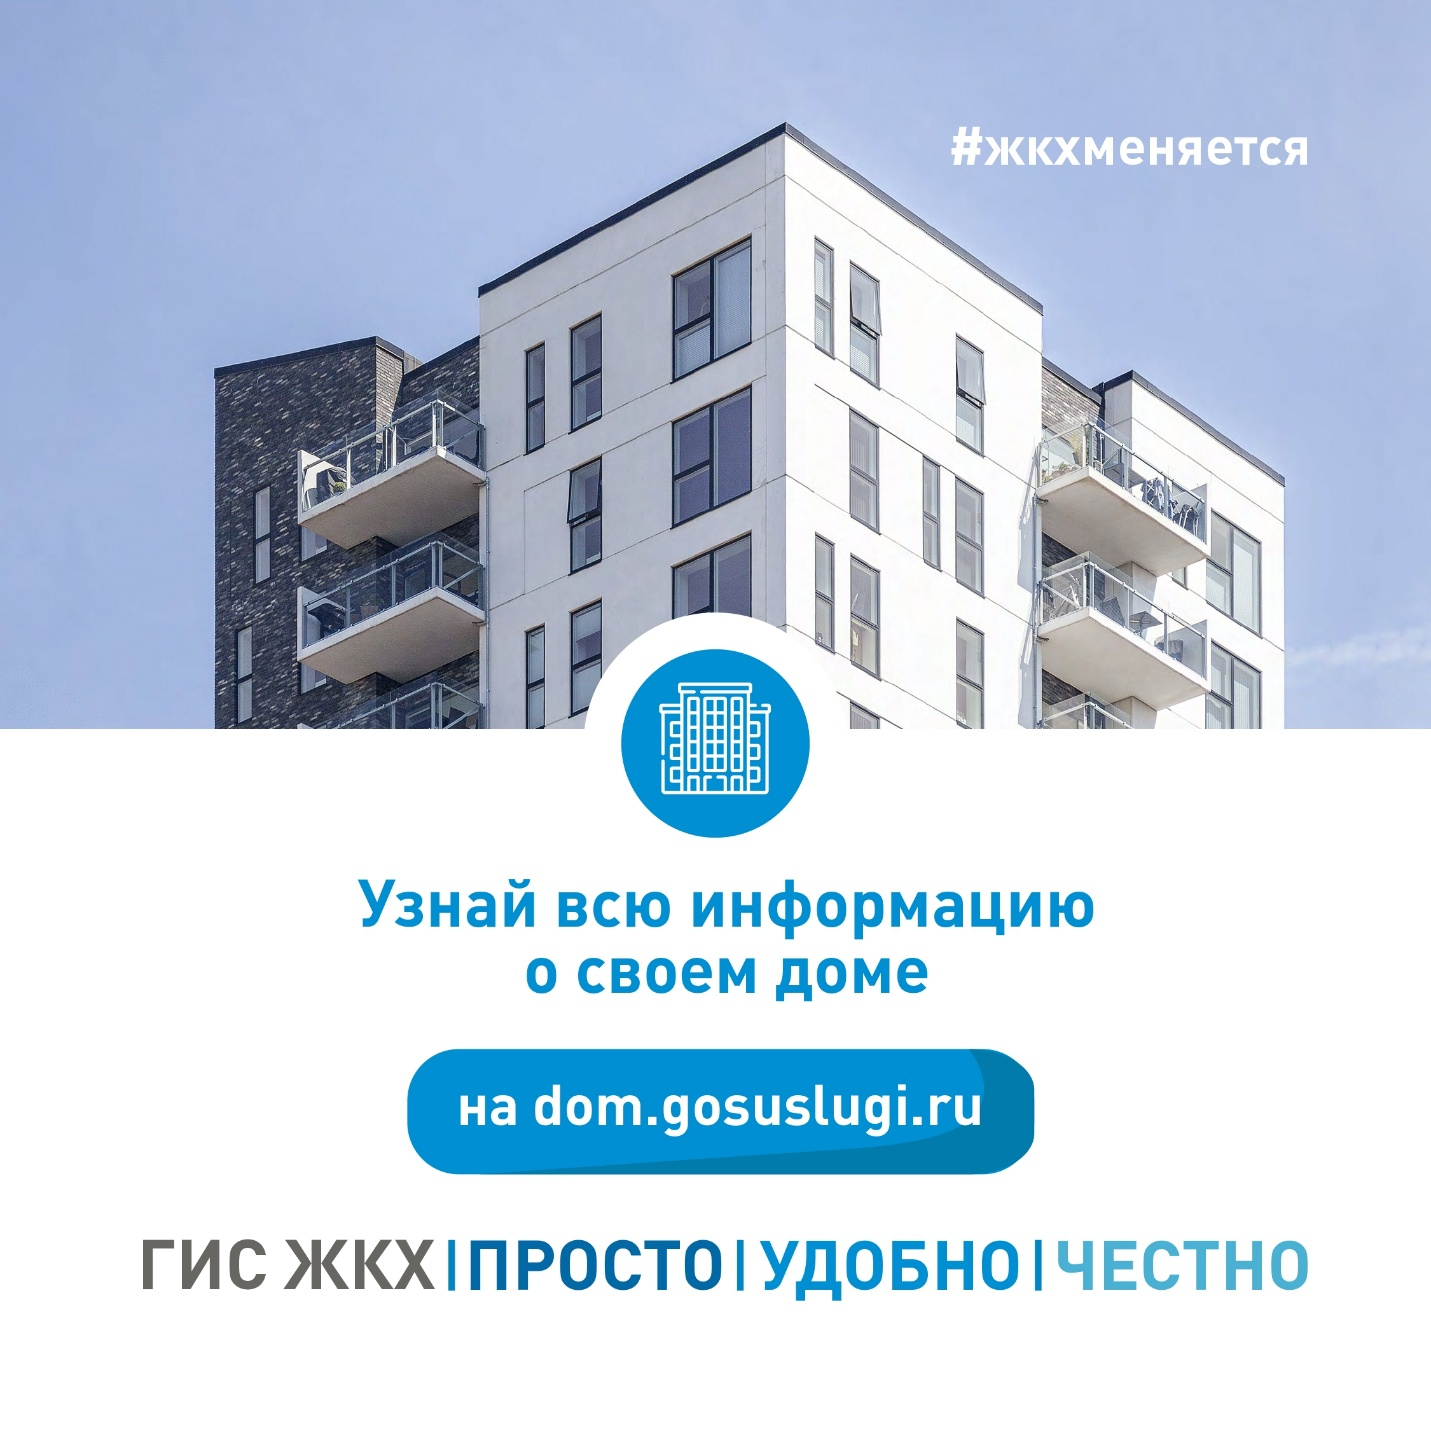 #жкхменяется
Узнай всю информацию
о своем доме
на dom.gosuslugi.ru
ГИС ЖКХ|ПРОСТО|УДОБНО|ЧЕСТНО